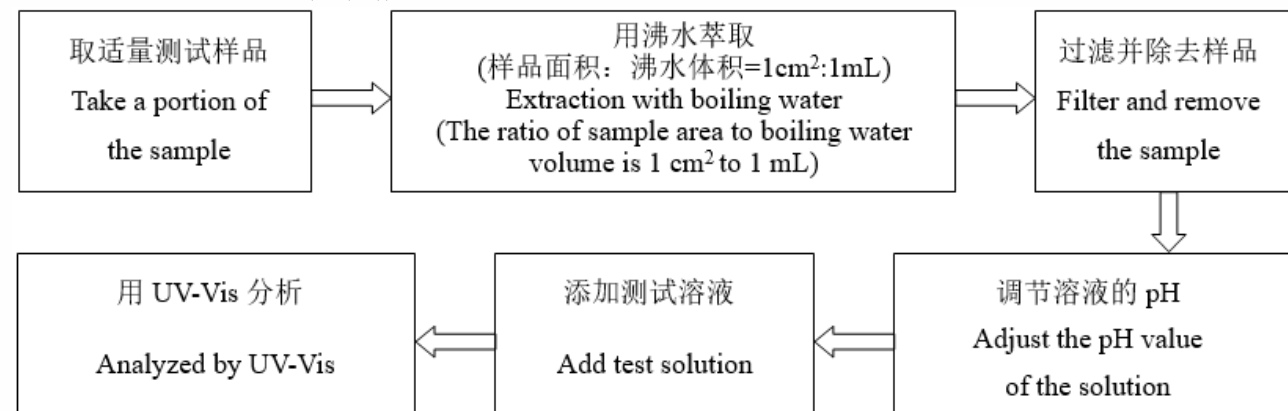 取适量测试样品
Take a portion of
the sample
用沸水萃取
(样品面积：沸水体积=1cm²:1mL)
Extraction with boiling water
(The ratio of sample area to boiling water
volume is 1 cm² to 1 mL)
过滤并除去样品
Filter and remove
the sample
调节溶液的 pH
Adjust the pH value
of the solution
添加测试溶液
Add test solution
用 UV-Vis 分析
Analyzed by UV-Vis